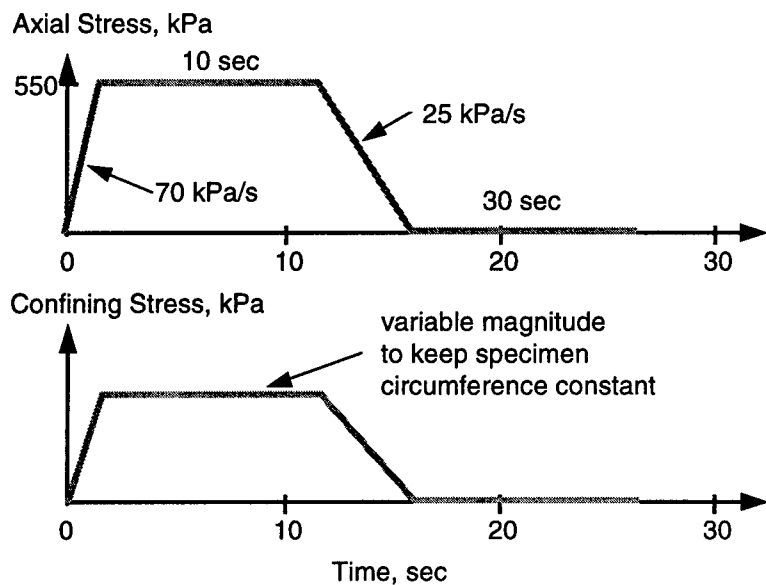 Axial Stress, kPa
10 sec
550
25 kPa/s
70 kPa/s
30 sec
0 10 20 30
Confining Stress, kPa
variable magnitude
to keep specimen
circumference constant
0 10 20 30
Time, sec